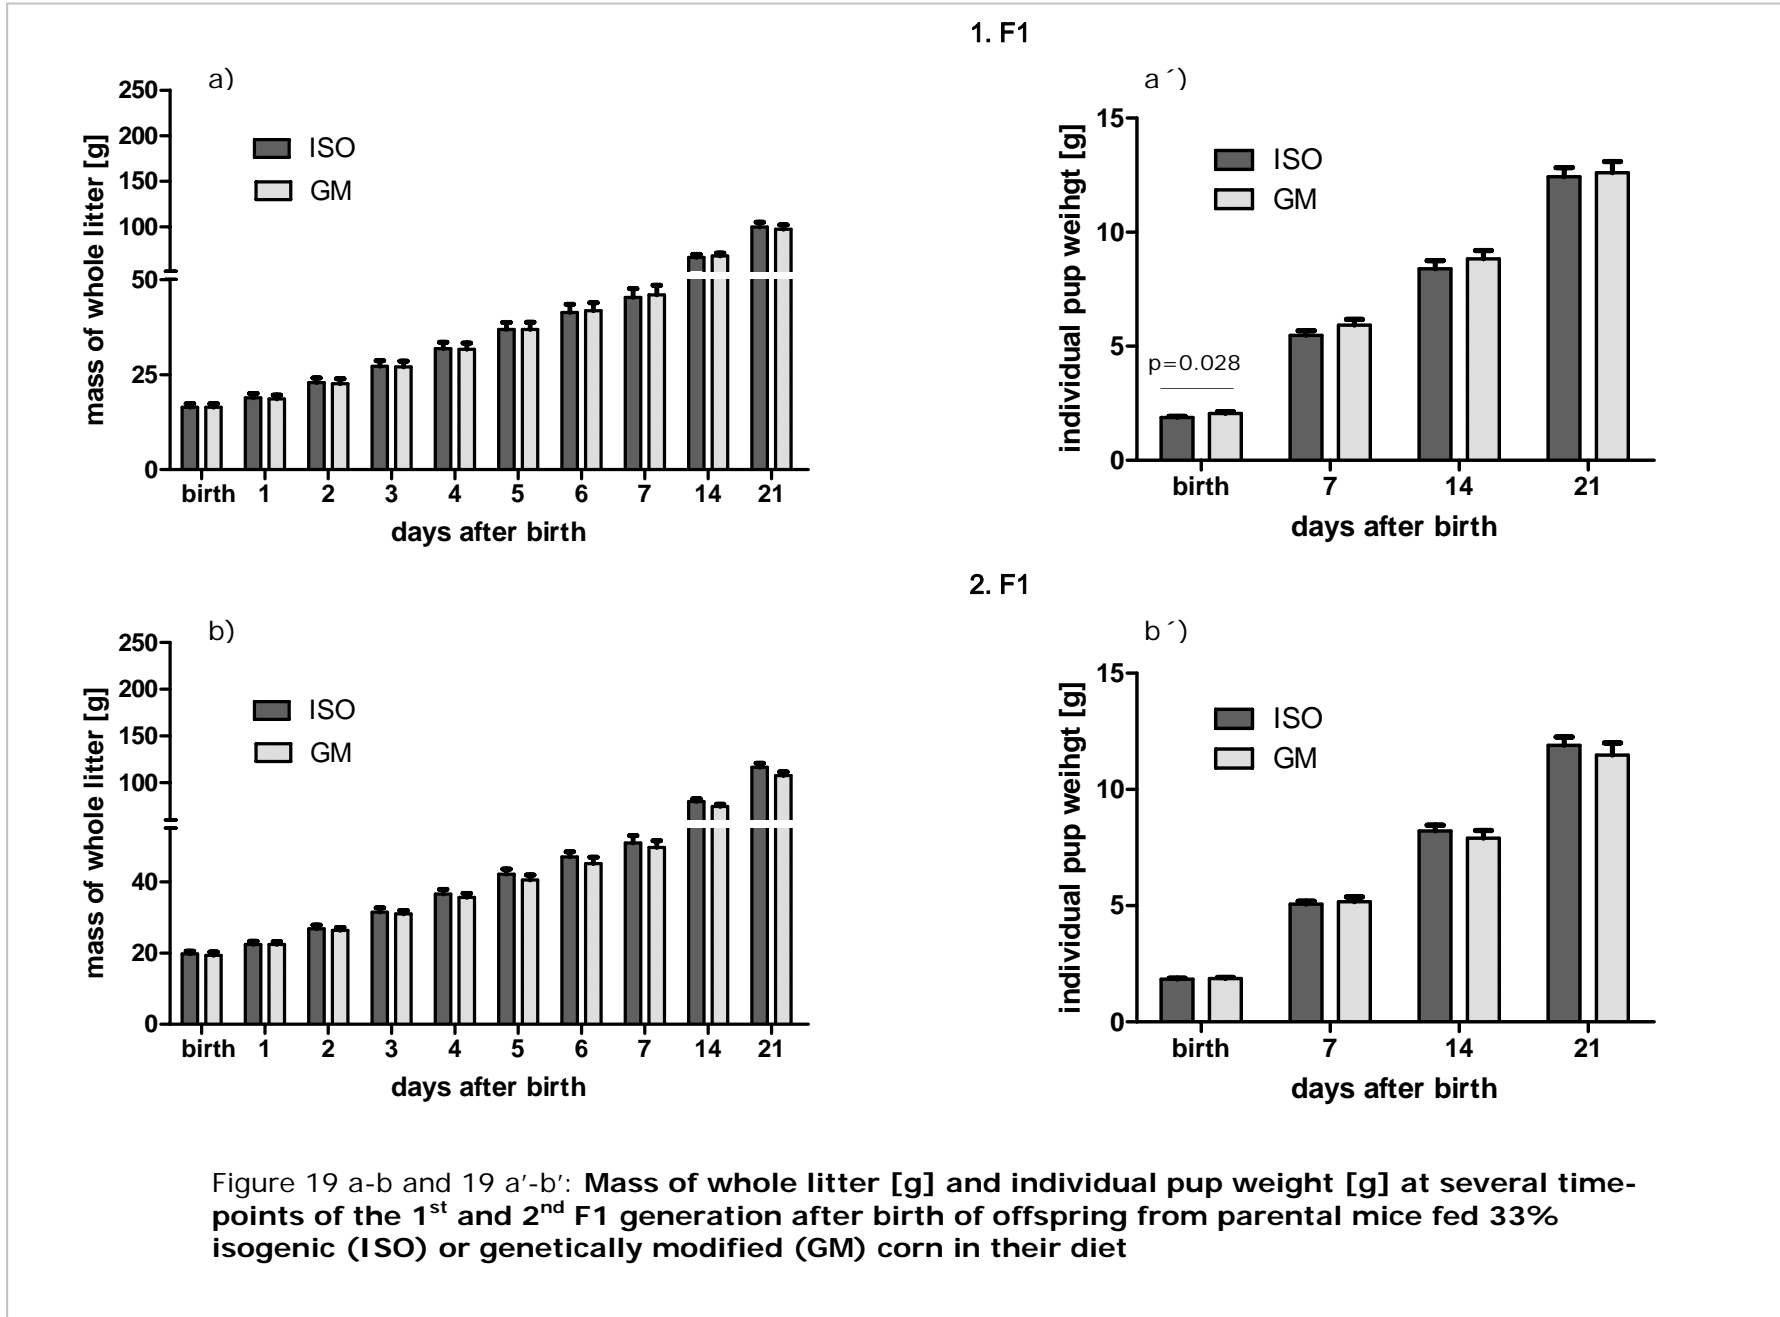 1. F1
a)
250
200
150
100
50
25
0
mass of whole litter [g]
ISO
GM
birth 1 2 3 4 5 6 7 14 21
days after birth
a´)
15
10
5
0
individual pup weihgt [g]
ISO
GM
p=0.028
birth 7 14 21
days after birth
2. F1
b)
250
200
150
100
40
20
0
mass of whole litter [g]
ISO
GM
birth 1 2 3 4 5 6 7 14 21
days after birth
b´)
15
10
5
0
individual pup weihgt [g]
ISO
GM
birth 7 14 21
days after birth
Figure 19 a-b and 19 a’-b’: Mass of whole litter [g] and individual pup weight [g] at several time-
points of the 1st and 2nd F1 generation after birth of offspring from parental mice fed 33%
isogenic (ISO) or genetically modified (GM) corn in their diet